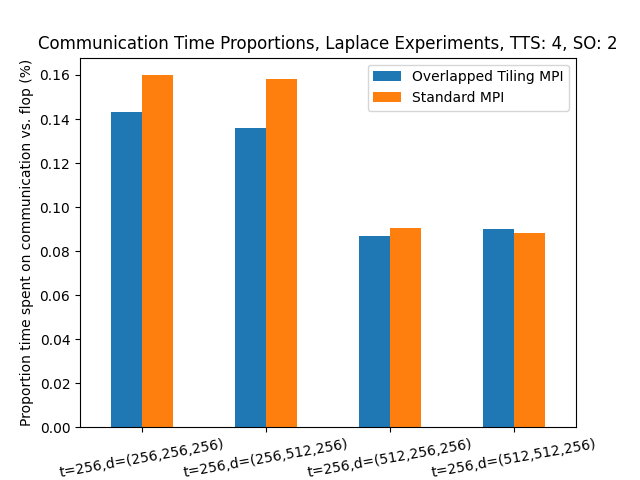 Communication Time Proportions, Laplace Experiments, TTS: 4, SO: 2
Proportion time spent on communication vs. flop (%)
0.16
0.14
0.12
0.10
0.08
0.06
0.04
0.02
0.00
Overlapped Tiling MPI
Standard MPI
t=256,d=(256,256,256)
t=256,d=(256,512,256)
t=256,d=(512,256,256)
t=256,d=(512,512,256)